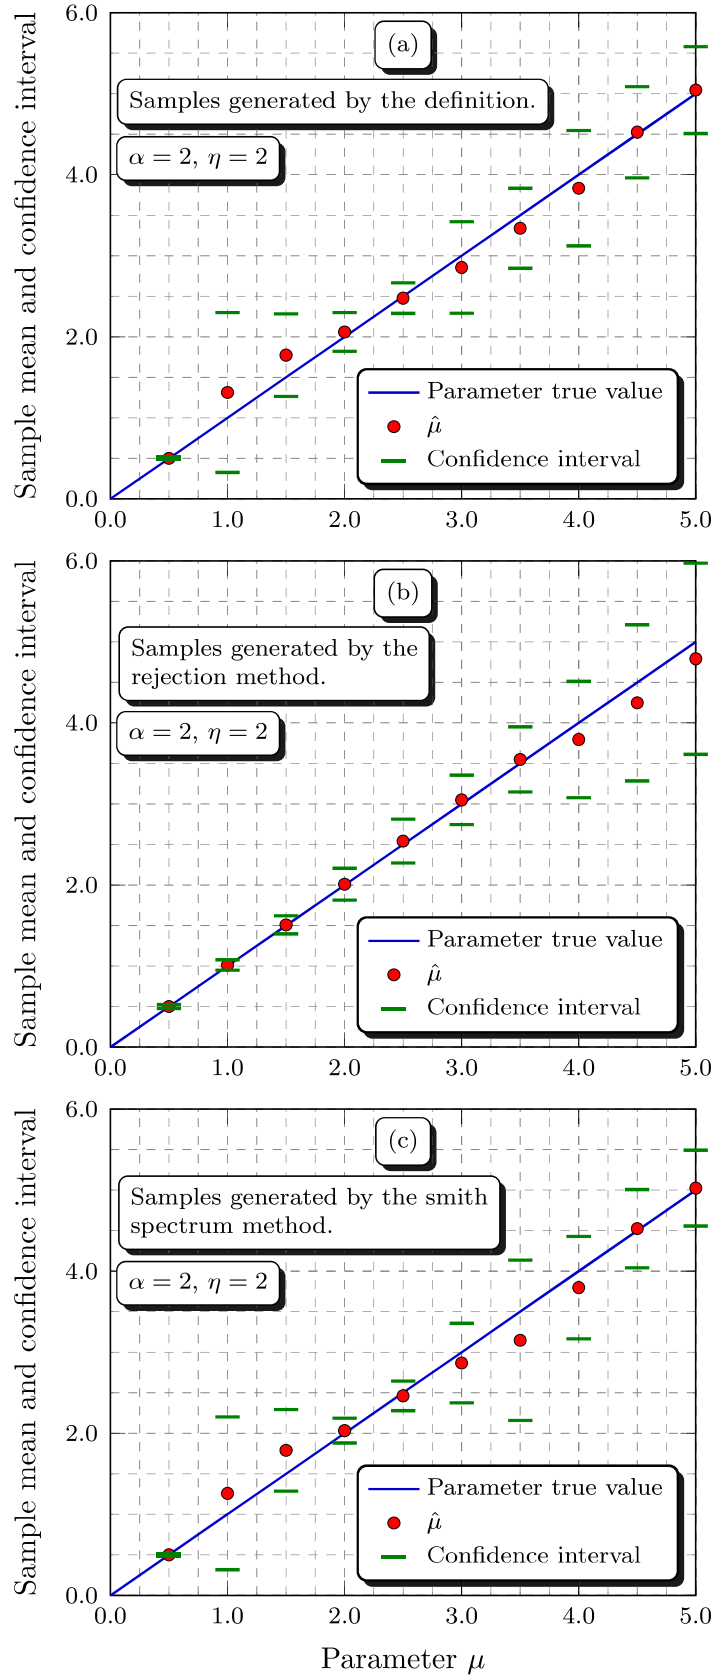 Sample mean and confidence interval
6.0
4.0
2.0
0.0
(a)
Samples generated by the definition.
α = 2, η = 2
Parameter true value
μ̂
Confidence interval
0.0 1.0 2.0 3.0 4.0 5.0
Sample mean and confidence interval
6.0
4.0
2.0
0.0
(b)
Samples generated by the
rejection method.
α = 2, η = 2
Parameter true value
μ̂
Confidence interval
0.0 1.0 2.0 3.0 4.0 5.0
Sample mean and confidence interval
6.0
4.0
2.0
0.0
(c)
Samples generated by the smith
spectrum method.
α = 2, η = 2
Parameter true value
μ̂
Confidence interval
0.0 1.0 2.0 3.0 4.0 5.0
Parameter μ